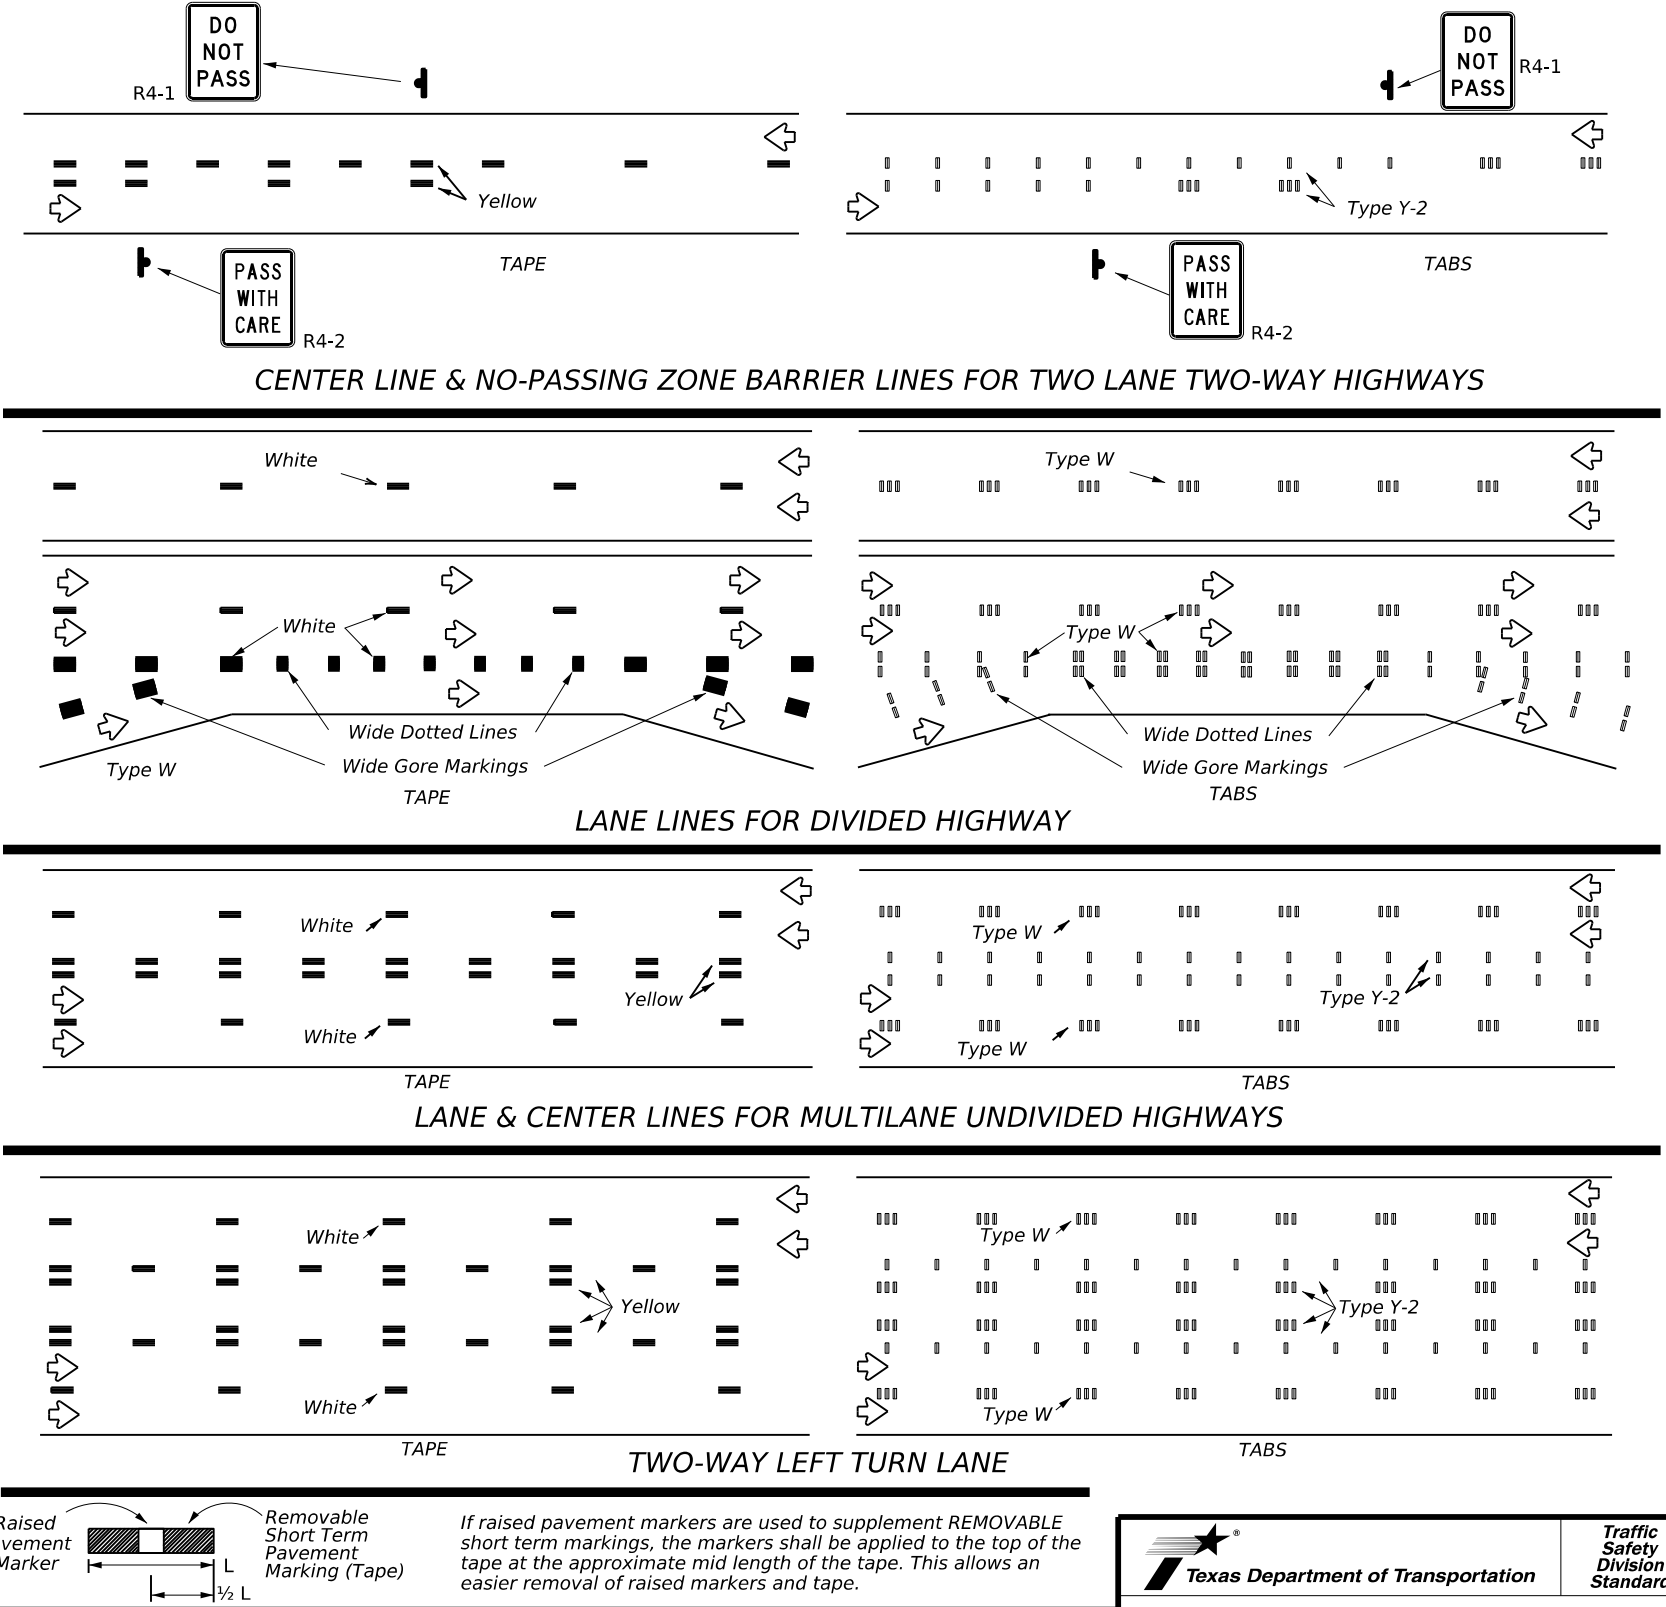 DO
NOT
PASS
R4-1
DO
NOT
PASS
R4-1
Yellow
Type Y-2
TAPE
TABS
PASS
WITH
CARE
R4-2
PASS
WITH
CARE
R4-2
CENTER LINE & NO-PASSING ZONE BARRIER LINES FOR TWO LANE TWO-WAY HIGHWAYS
White
Type W
White
Type W
Wide Dotted Lines
Wide Gore Markings
Type W
TAPE
Wide Dotted Lines
Wide Gore Markings
TABS
LANE LINES FOR DIVIDED HIGHWAY
White
Yellow
White
TAPE
Type W
Type Y-2
Type W
TABS
LANE & CENTER LINES FOR MULTILANE UNDIVIDED HIGHWAYS
White
Yellow
White
TAPE
Type W
Type Y-2
Type W
TABS
TWO-WAY LEFT TURN LANE
Raised
Pavement
Marker
L
½ L
Removable
Short Term
Pavement
Marking (Tape)
If raised pavement markers are used to supplement REMOVABLE
short term markings, the markers shall be applied to the top of the
tape at the approximate mid length of the tape. This allows an
easier removal of raised markers and tape.
®
Texas Department of Transportation
Traffic
Safety
Division
Standard